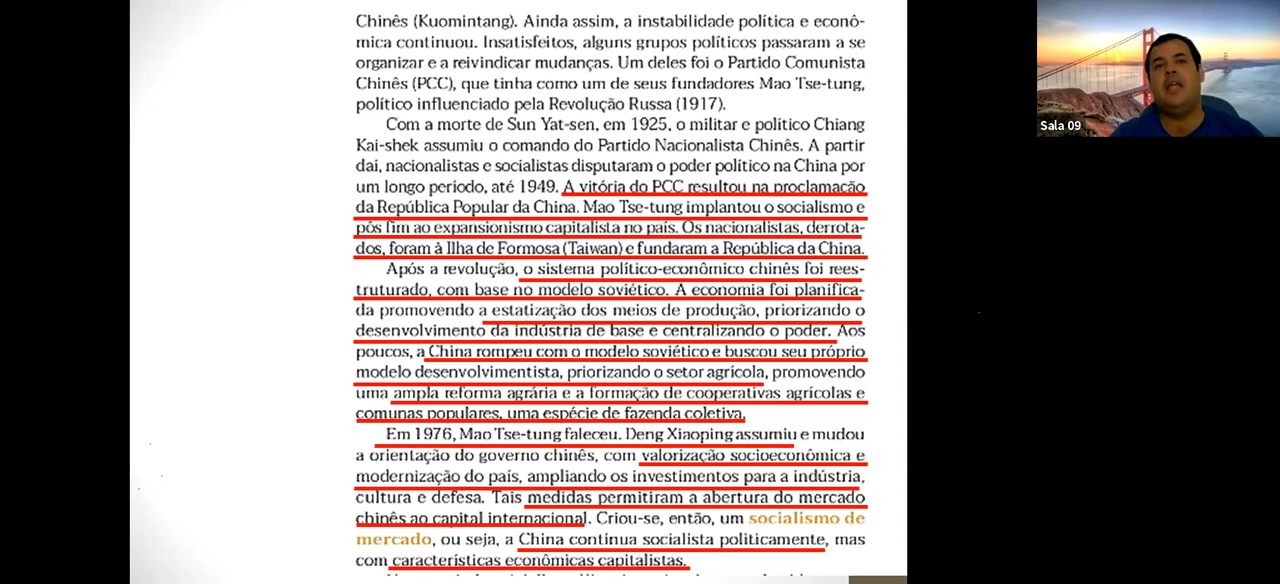 Chinês (Kuomintang). Ainda assim, a instabilidade política e econô-
mica continuou. Insatisfeitos, alguns grupos políticos passaram a se
organizar e a reivindicar mudanças. Um deles foi o Partido Comunista
Chinês (PCC), que tinha como um de seus fundadores Mao Tse-tung,
político influenciado pela Revolução Russa (1917).
Com a morte de Sun Yat-sen, em 1925, o militar e político Chiang
Kai-shek assumiu o comando do Partido Nacionalista Chinês. A partir
daí, nacionalistas e socialistas disputaram o poder político na China por
um longo período, até 1949. A vitória do PCC resultou na proclamação
da República Popular da China. Mao Tse-tung implantou o socialismo e
pôs fim ao expansionismo capitalista no país. Os nacionalistas, derrota-
dos, foram à Ilha de Formosa (Taiwan) e fundaram a República da China.
Após a revolução, o sistema político-econômico chinês foi rees-
truturado, com base no modelo soviético. A economia foi planifica-
da promovendo a estatização dos meios de produção, priorizando o
desenvolvimento da indústria de base e centralizando o poder. Aos
poucos, a China rompeu com o modelo soviético e buscou seu próprio
modelo desenvolvimentista, priorizando o setor agrícola, promovendo
uma ampla reforma agrária e a formação de cooperativas agrícolas e
comunas populares, uma espécie de fazenda coletiva.
Em 1976, Mao Tse-tung faleceu. Deng Xiaoping assumiu e mudou
a orientação do governo chinês, com valorização socioeconômica e
modernização do país, ampliando os investimentos para a indústria,
cultura e defesa. Tais medidas permitiram a abertura do mercado
chinês ao capital internacional. Criou-se, então, um socialismo de
mercado, ou seja, a China continua socialista politicamente, mas
com características econômicas capitalistas.
Sala 09